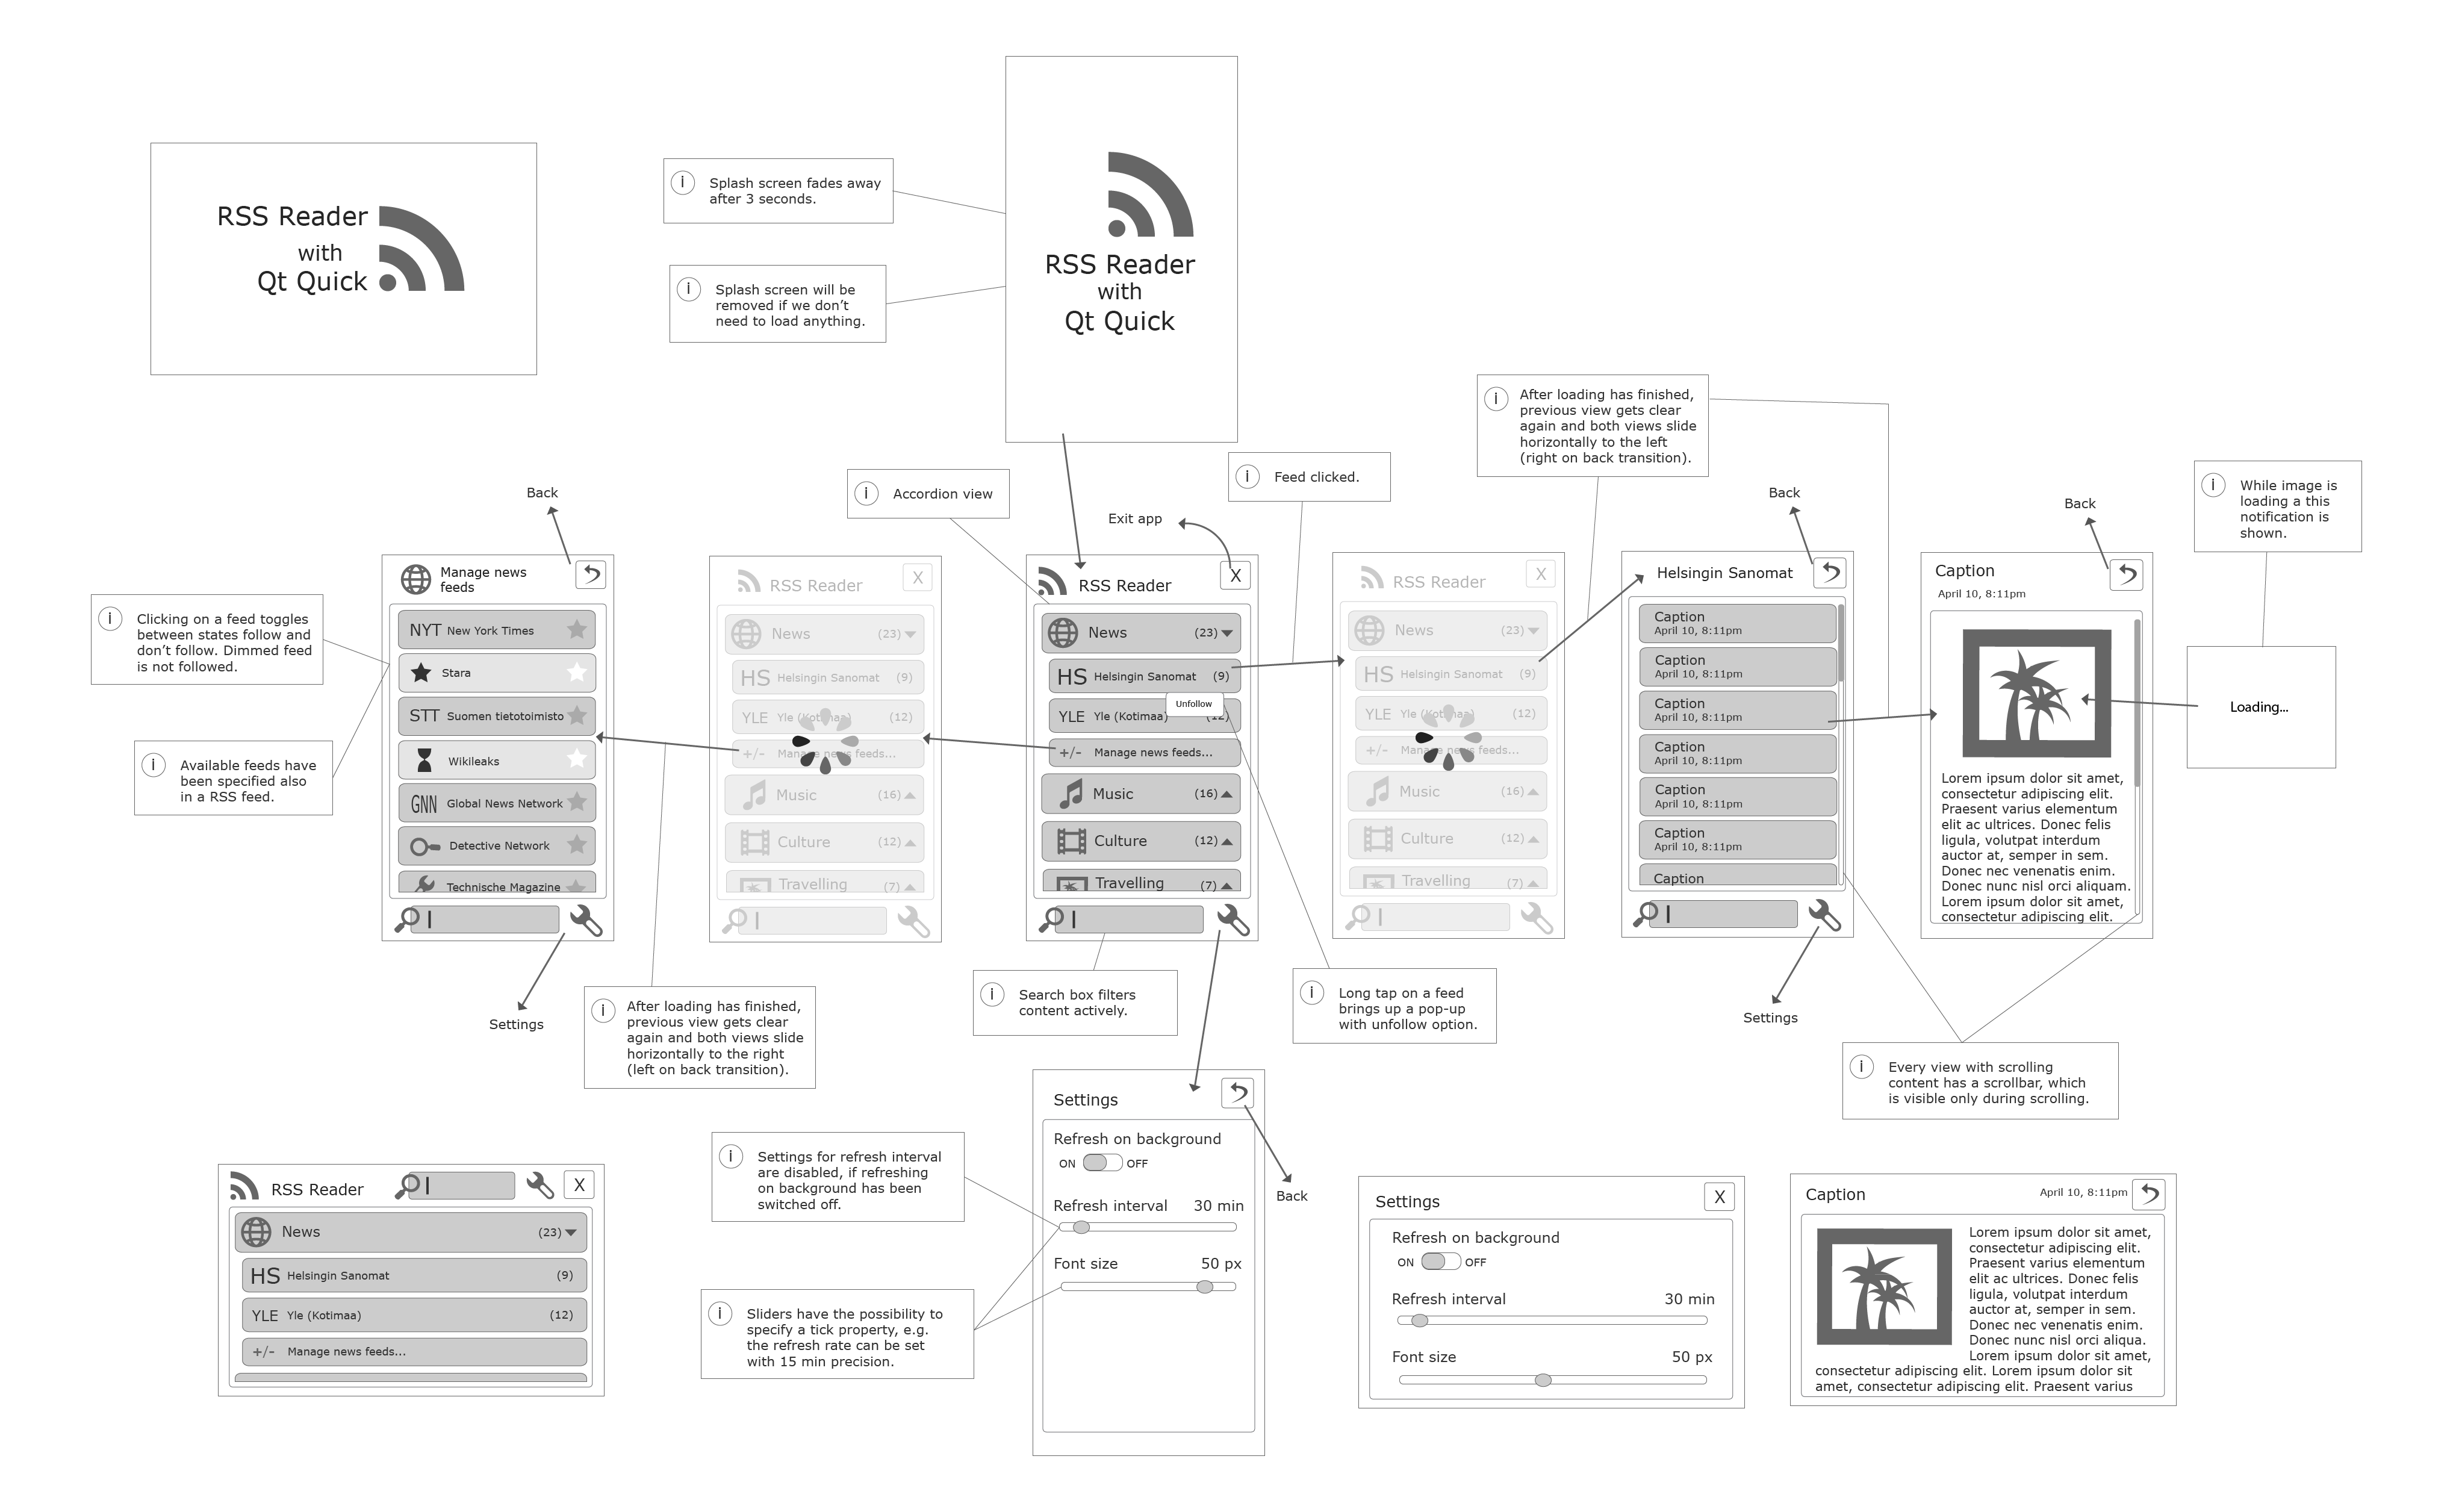 RSS Reader
with
Qt Quick
i
Splash screen fades away
after 3 seconds.
i
Splash screen will be
removed if we don't
need to load anything.
RSS Reader
with
Qt Quick
i
After loading has finished,
previous view gets clear
again and both views slide
horizontally to the left
(right on back transition).
i
Feed clicked.
i
Accordion view
Exit app
Back
Back
Back
i
While image is
loading a this
notification is
shown.
i
Clicking on a feed toggles
between states follow and
don't follow. Dimmed feed
is not followed.
i
Available feeds have
been specified also
in a RSS feed.
Manage news
feeds
NYT New York Times
Stara
STT Suomen tietotoimisto
Wikileaks
GNN Global News Network
Detective Network
Technische Magazine
Settings
RSS Reader X
News (23)
HS Helsingin Sanomat (9)
YLE Yle (Kotimaa) (12)
+/- Manage news feeds...
Music (16)
Culture (12)
Travelling (7)
RSS Reader X
News (23)
HS Helsingin Sanomat (9)
Unfollow
YLE Yle (Kotimaa) (12)
+/- Manage news feeds...
Music (16)
Culture (12)
Travelling (7)
RSS Reader X
News (23)
HS Helsingin Sanomat (9)
YLE Yle (Kotimaa) (12)
+/- Manage news feeds...
Music (16)
Culture (12)
Travelling (7)
Helsingin Sanomat
Caption
April 10, 8:11pm
Caption
April 10, 8:11pm
Caption
April 10, 8:11pm
Caption
April 10, 8:11pm
Caption
April 10, 8:11pm
Caption
April 10, 8:11pm
Caption
Settings
Caption
April 10, 8:11pm
Lorem ipsum dolor sit amet,
consectetur adipiscing elit.
Praesent varius elementum
elit ac ultrices. Donec felis
ligula, volutpat interdum
auctor at, semper in sem.
Donec nec venenatis enim.
Donec nunc nisl orci aliquam.
Lorem ipsum dolor sit amet,
consectetur adipiscing elit.
Loading...
i
After loading has finished,
previous view gets clear
again and both views slide
horizontally to the right
(left on back transition).
i
Search box filters
content actively.
i
Long tap on a feed
brings up a pop-up
with unfollow option.
i
Every view with scrolling
content has a scrollbar, which
is visible only during scrolling.
i
Settings for refresh interval
are disabled, if refreshing
on background has been
switched off.
i
Sliders have the possibility to
specify a tick property, e.g.
the refresh rate can be set
with 15 min precision.
Settings
Refresh on background
ON OFF
Refresh interval 30 min
Font size 50 px
Back
RSS Reader X
News (23)
HS Helsingin Sanomat (9)
YLE Yle (Kotimaa) (12)
+/- Manage news feeds...
Settings X
Refresh on background
ON OFF
Refresh interval 30 min
Font size 50 px
Caption April 10, 8:11pm
Lorem ipsum dolor sit amet,
consectetur adipiscing elit.
Praesent varius elementum
elit ac ultrices. Donec felis
ligula, volutpat interdum
auctor at, semper in sem.
Donec nec venenatis enim.
Donec nunc nisl orci aliqua.
Lorem ipsum dolor sit amet,
consectetur adipiscing elit. Lorem ipsum dolor sit
amet, consectetur adipiscing elit. Praesent varius